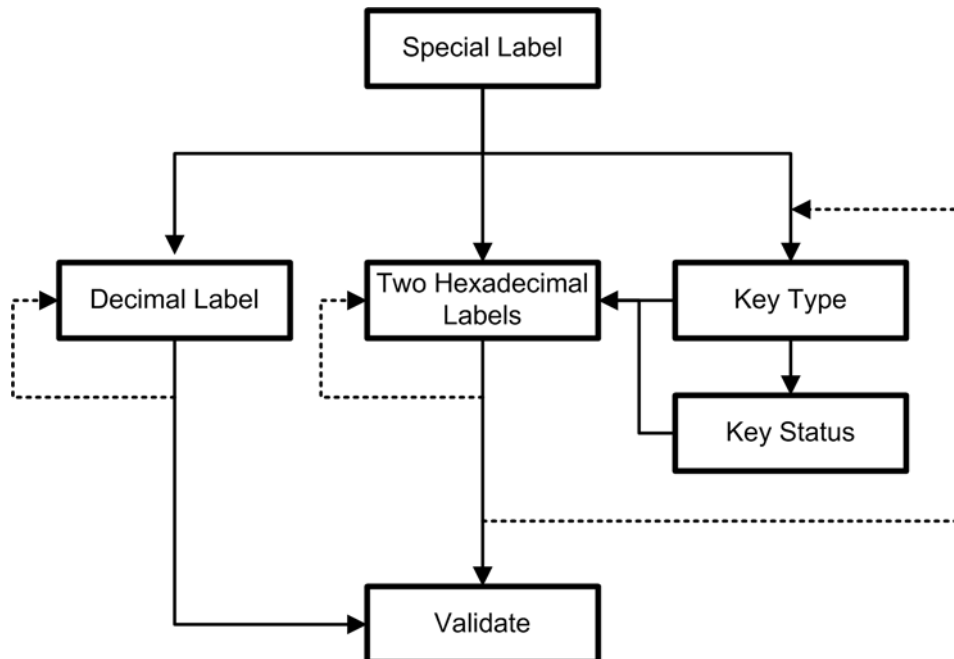 Special Label
Decimal Label
Two Hexadecimal
Labels
Key Type
Key Status
Validate